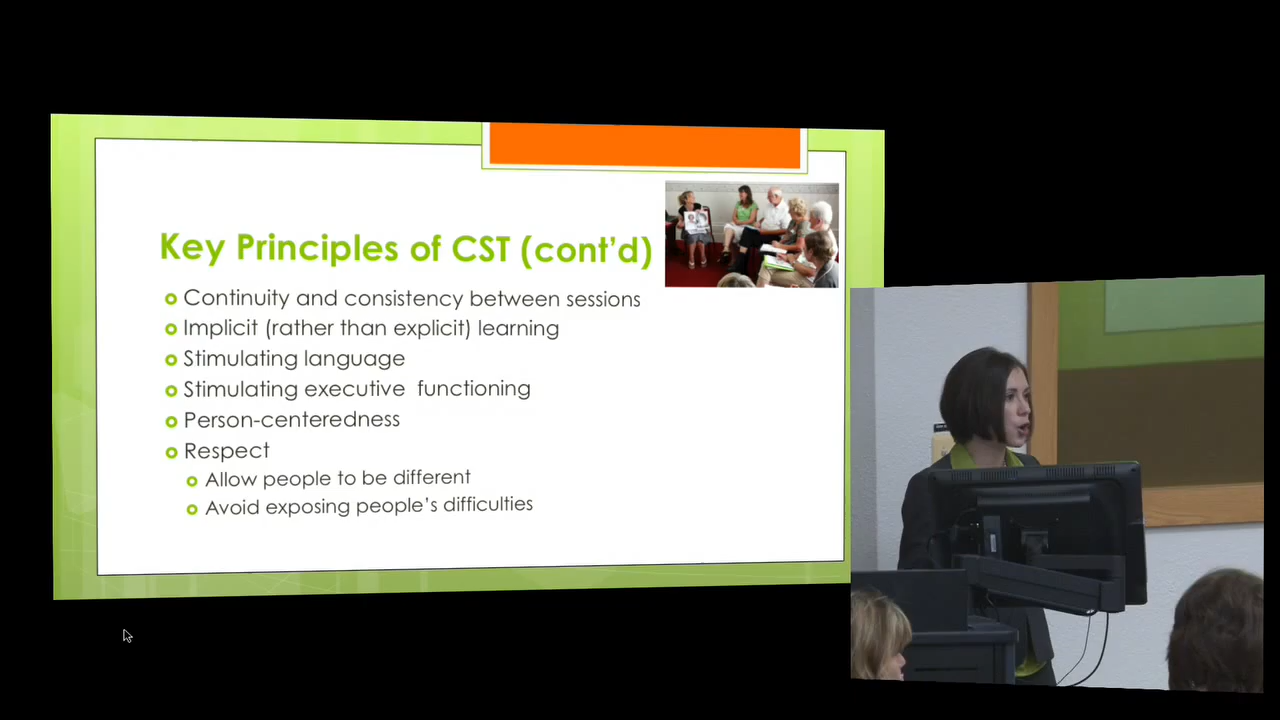 Key Principles of CST (cont’d)
Continuity and consistency between sessions
Implicit (rather than explicit) learning
Stimulating language
Stimulating executive functioning
Person-centeredness
Respect
Allow people to be different
Avoid exposing people’s difficulties